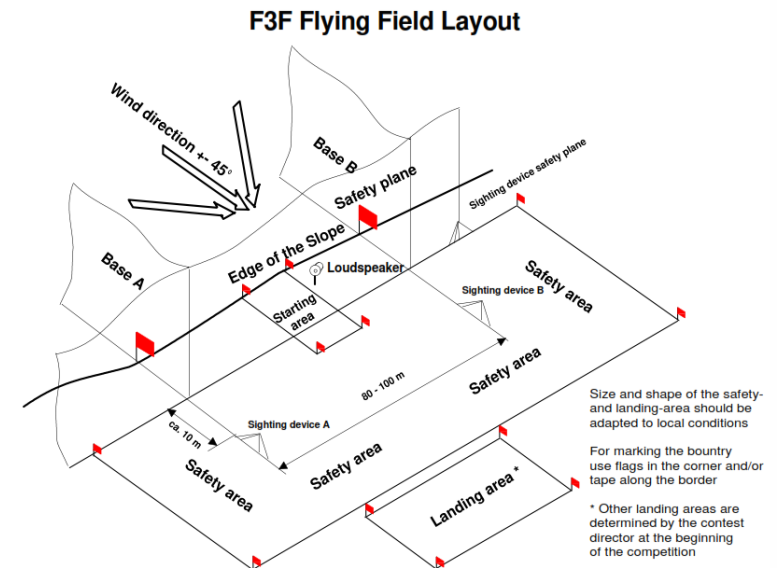 F3F Flying Field Layout
Wind direction +- 45°
Base B
Safety plane
Sighting device safety plane
Base A
Edge of the Slope
Loudspeaker
Starting
area
Safety area
Sighting device B
80 - 100 m
Safety area
ca. 10 m
Sighting device A
Safety area
Safety area
Landing area *
Size and shape of the safety-
and landing-area should be
adapted to local conditions
For marking the bountry
use flags in the corner and/or
tape along the border
* Other landing areas are
determined by the contest
director at the beginning
of the competition